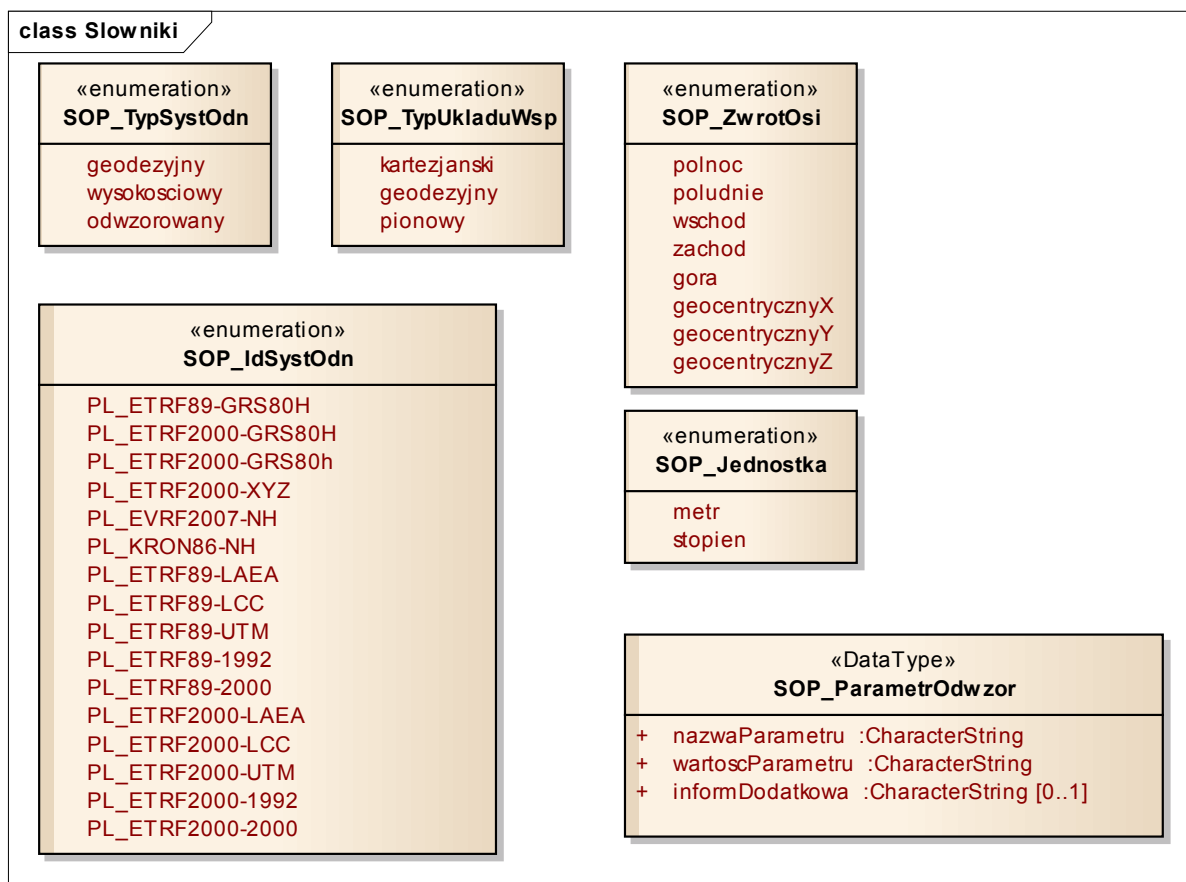 class Slowniki
«enumeration»
SOP_TypSystOdn
geodezyjny
wysokosciowy
odwzorowany
«enumeration»
SOP_TypUkladuWsp
kartezjanski
geodezyjny
pionowy
«enumeration»
SOP_ZwrotOsi
polnoc
poludnie
wschod
zachod
gora
geocentrycznyX
geocentrycznyY
geocentrycznyZ
«enumeration»
SOP_IdSystOdn
PL_ETRF89-GRS80H
PL_ETRF2000-GRS80H
PL_ETRF2000-GRS80h
PL_ETRF2000-XYZ
PL_EVRF2007-NH
PL_KRON86-NH
PL_ETRF89-LAEA
PL_ETRF89-LCC
PL_ETRF89-UTM
PL_ETRF89-1992
PL_ETRF89-2000
PL_ETRF2000-LAEA
PL_ETRF2000-LCC
PL_ETRF2000-UTM
PL_ETRF2000-1992
PL_ETRF2000-2000
«enumeration»
SOP_Jednostka
metr
stopien
«DataType»
SOP_ParametrOdwzor
+ nazwaParametru :CharacterString
+ wartoscParametru :CharacterString
+ informDodatkowa :CharacterString [0..1]